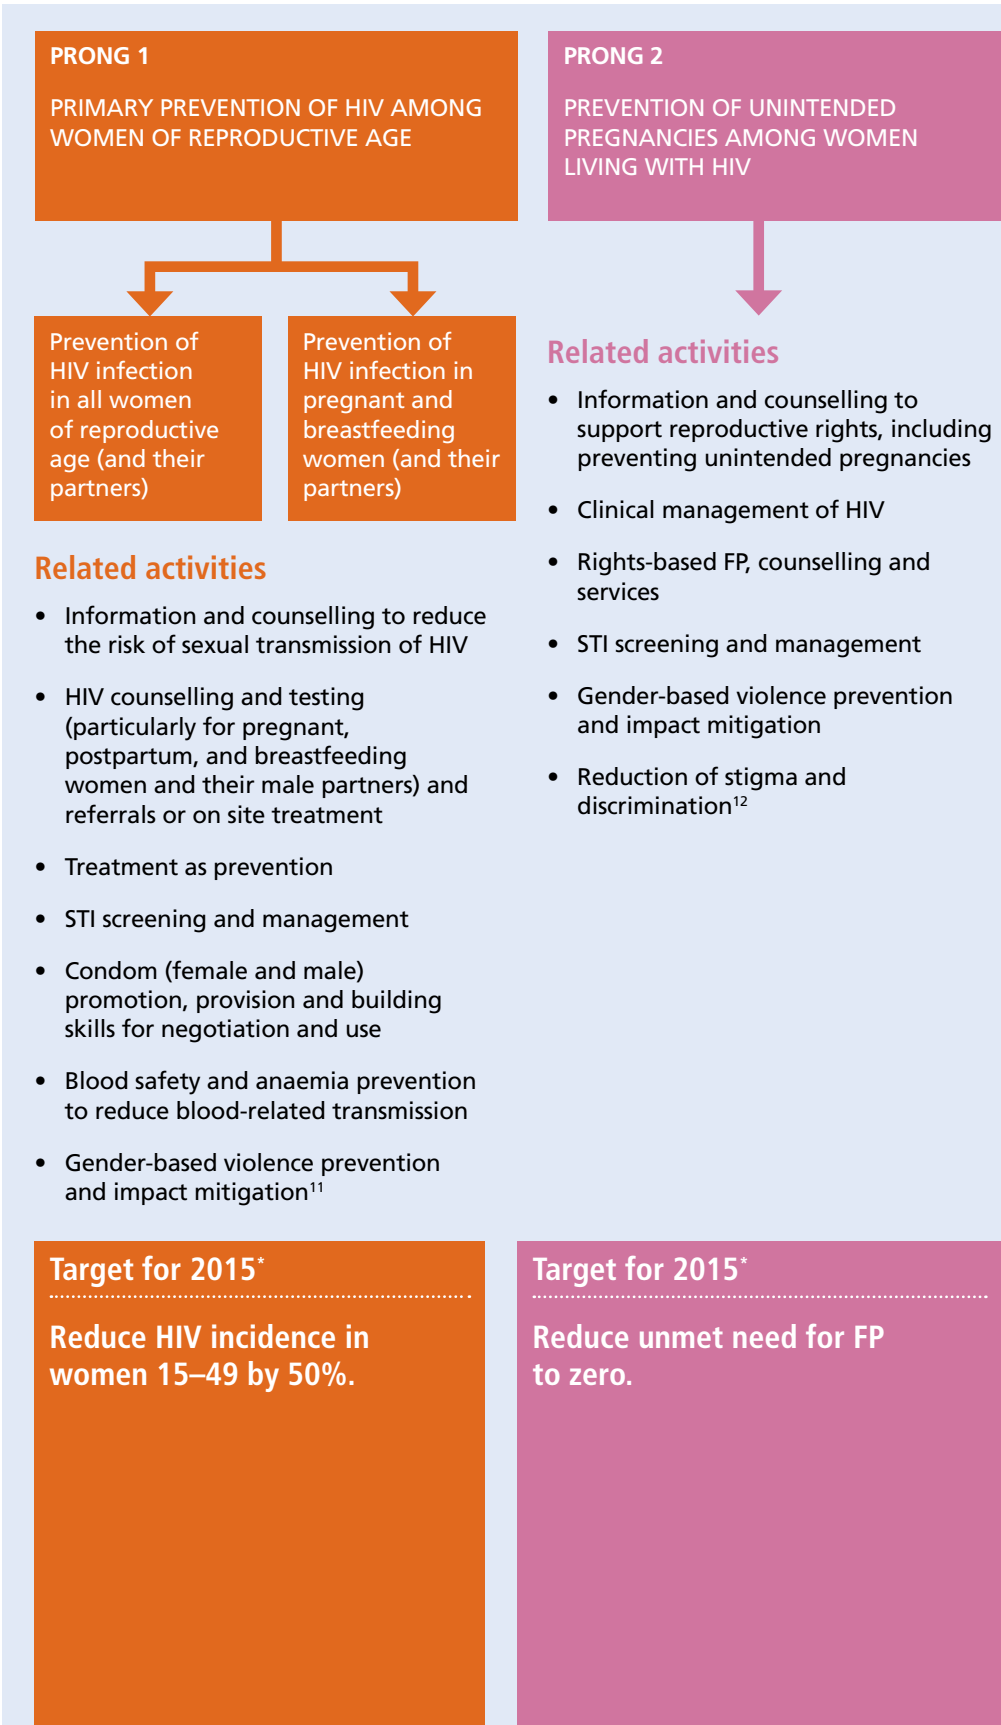 PRONG 1
PRIMARY PREVENTION OF HIV AMONG
WOMEN OF REPRODUCTIVE AGE
Prevention of
HIV infection
in all women
of reproductive
age (and their
partners)
Prevention of
HIV infection in
pregnant and
breastfeeding
women (and their
partners)
Related activities
• Information and counselling to reduce
the risk of sexual transmission of HIV
• HIV counselling and testing
(particularly for pregnant,
postpartum, and breastfeeding
women and their male partners) and
referrals or on site treatment
• Treatment as prevention
• STI screening and management
• Condom (female and male)
promotion, provision and building
skills for negotiation and use
• Blood safety and anaemia prevention
to reduce blood-related transmission
• Gender-based violence prevention
and impact mitigation¹¹
Target for 2015*
Reduce HIV incidence in
women 15–49 by 50%.
PRONG 2
PREVENTION OF UNINTENDED
PREGNANCIES AMONG WOMEN
LIVING WITH HIV
Related activities
• Information and counselling to
support reproductive rights, including
preventing unintended pregnancies
• Clinical management of HIV
• Rights-based FP, counselling and
services
• STI screening and management
• Gender-based violence prevention
and impact mitigation
• Reduction of stigma and
discrimination¹²
Target for 2015*
Reduce unmet need for FP
to zero.